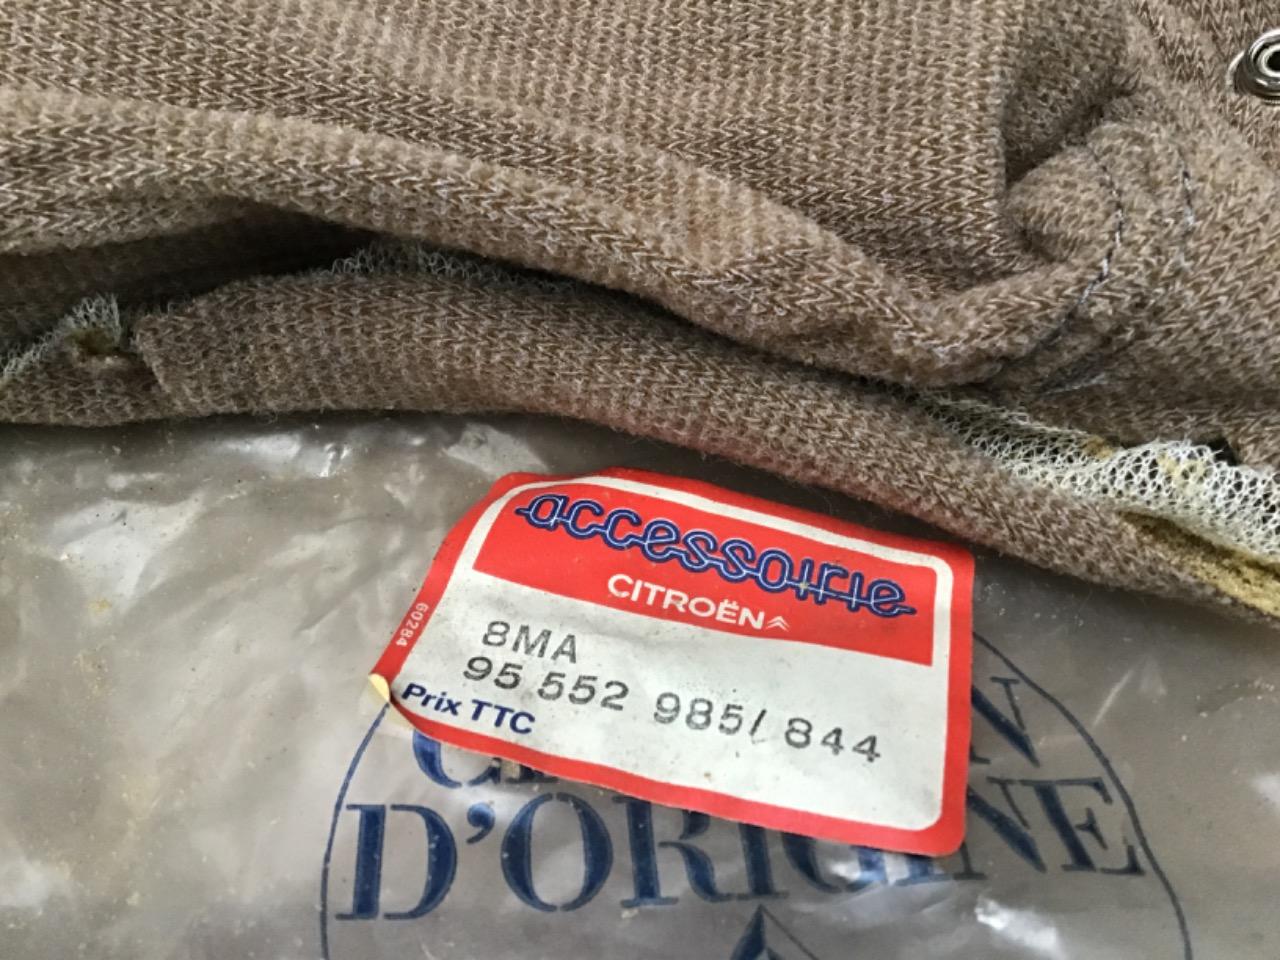 accessoirie
CITROËN
60284
8MA
95 552 985/ 844
Prix TTC
D'ORIGINE